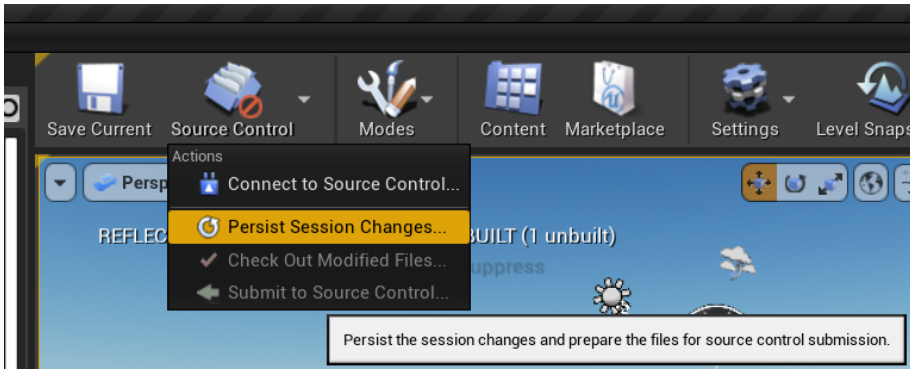 Save Current
Source Control
Modes
Content
Marketplace
Settings
Level Snaps
Actions
Connect to Source Control...
Persist Session Changes...
Check Out Modified Files...
Submit to Source Control...
Persp
REFLEC
BUILT (1 unbuilt)
uppress
Persist the session changes and prepare the files for source control submission.